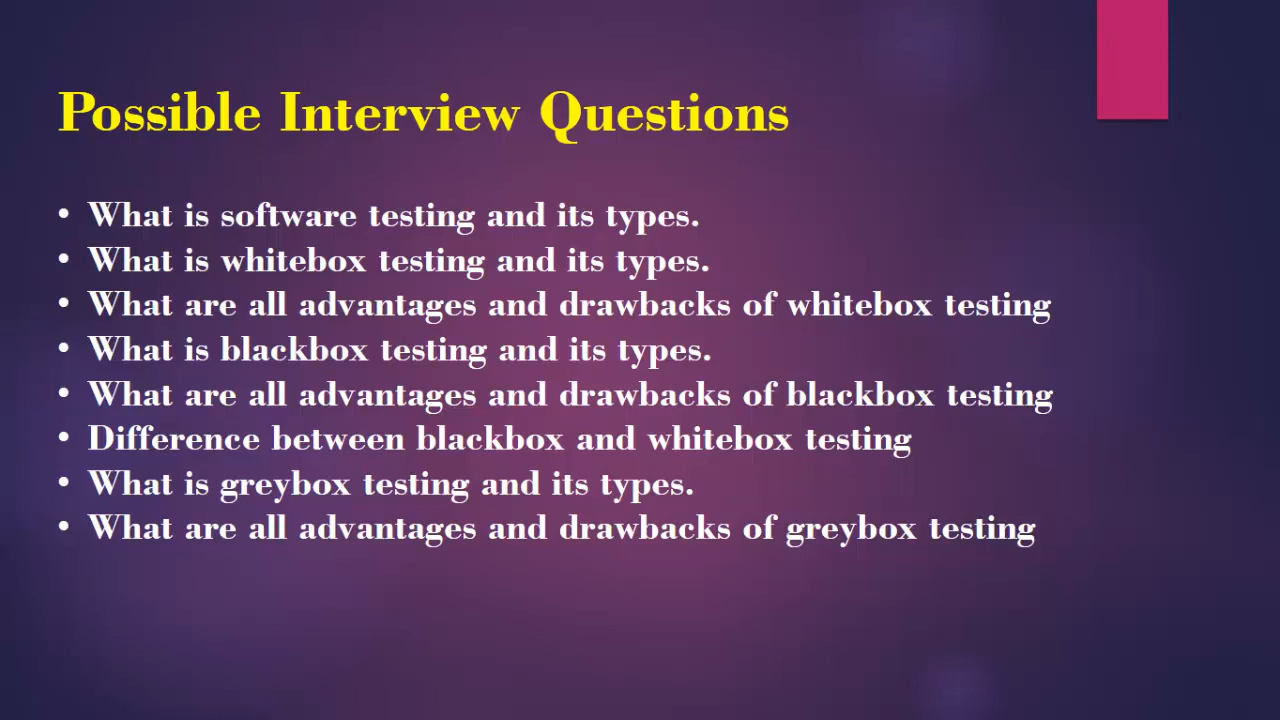 Possible Interview Questions
• What is software testing and its types.
• What is whitebox testing and its types.
• What are all advantages and drawbacks of whitebox testing
• What is blackbox testing and its types.
• What are all advantages and drawbacks of blackbox testing
• Difference between blackbox and whitebox testing
• What is greybox testing and its types.
• What are all advantages and drawbacks of greybox testing